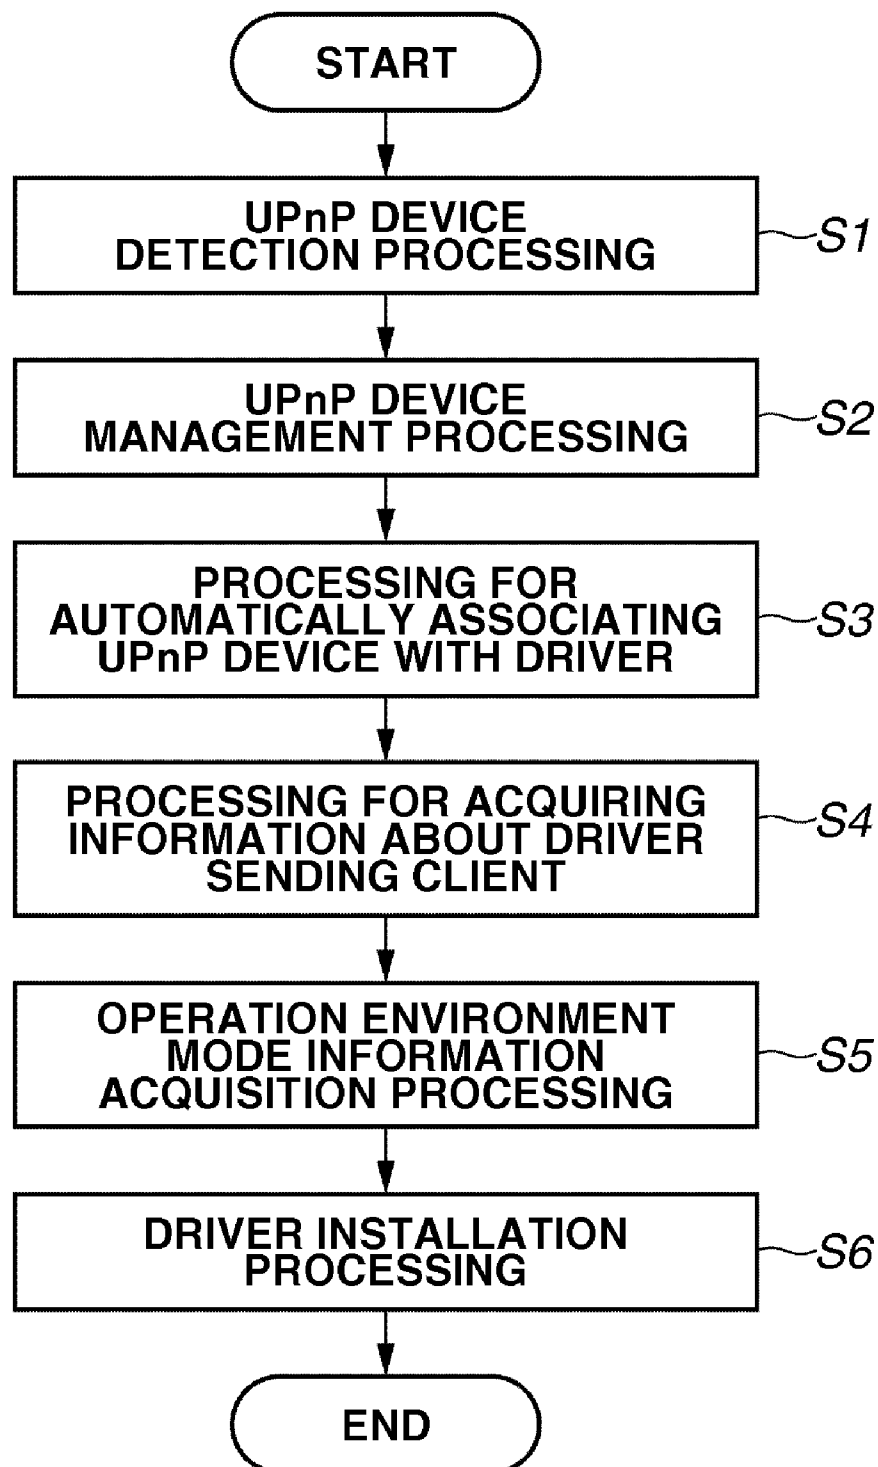 START
UPnP DEVICE
DETECTION PROCESSING
S1
UPnP DEVICE
MANAGEMENT PROCESSING
S2
PROCESSING FOR
AUTOMATICALLY ASSOCIATING
UPnP DEVICE WITH DRIVER
S3
PROCESSING FOR ACQUIRING
INFORMATION ABOUT DRIVER
SENDING CLIENT
S4
OPERATION ENVIRONMENT
MODE INFORMATION
ACQUISITION PROCESSING
S5
DRIVER INSTALLATION
PROCESSING
S6
END